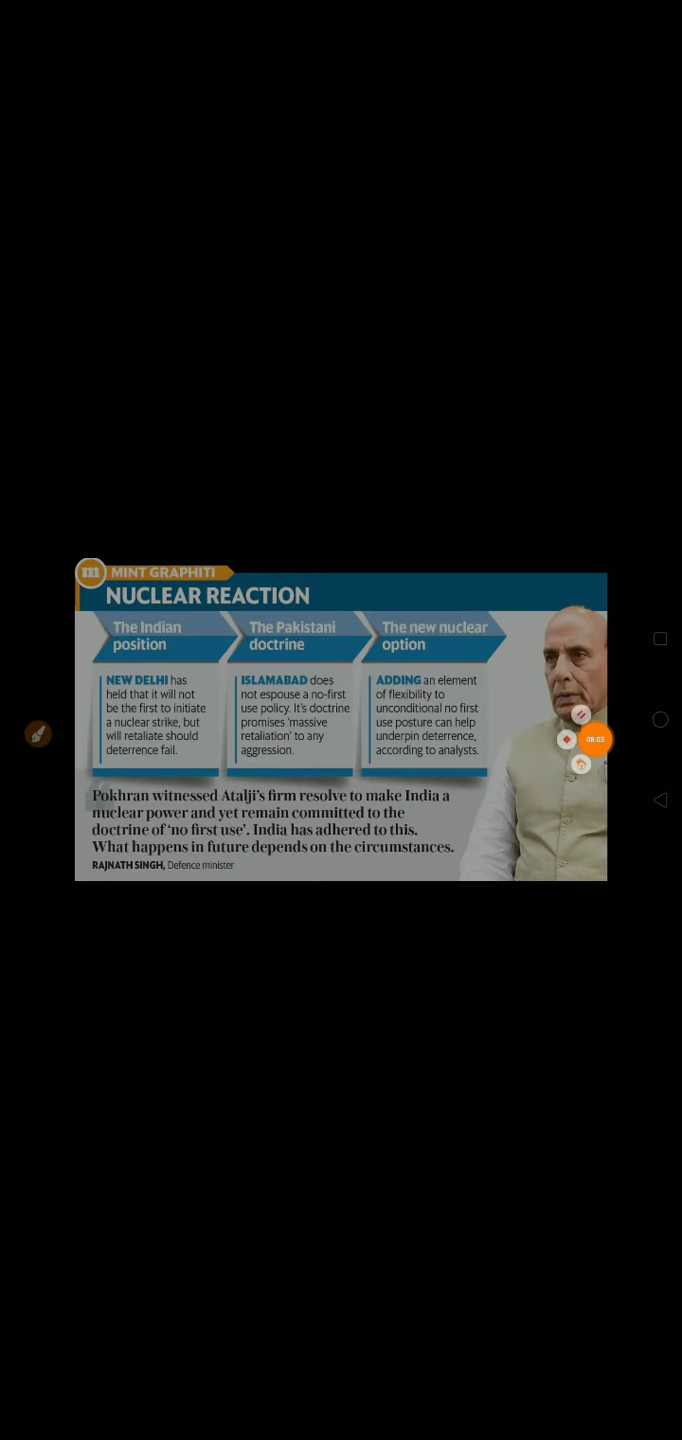 m MINT GRAPHITI
NUCLEAR REACTION
The Indian
position
NEW DELHI has
held that it will not
be the first to initiate
a nuclear strike, but
will retaliate should
deterrence fail.
The Pakistani
doctrine
ISLAMABAD does
not espouse a no-first
use policy. It's doctrine
promises 'massive
retaliation' to any
aggression.
The new nuclear
option
ADDING an element
of flexibility to
unconditional no first
use posture can help
underpin deterrence,
according to analysts.
08:03
Pokhran witnessed Atalji's firm resolve to make India a
nuclear power and yet remain committed to the
doctrine of 'no first use'. India has adhered to this.
What happens in future depends on the circumstances.
RAJNATH SINGH, Defence minister